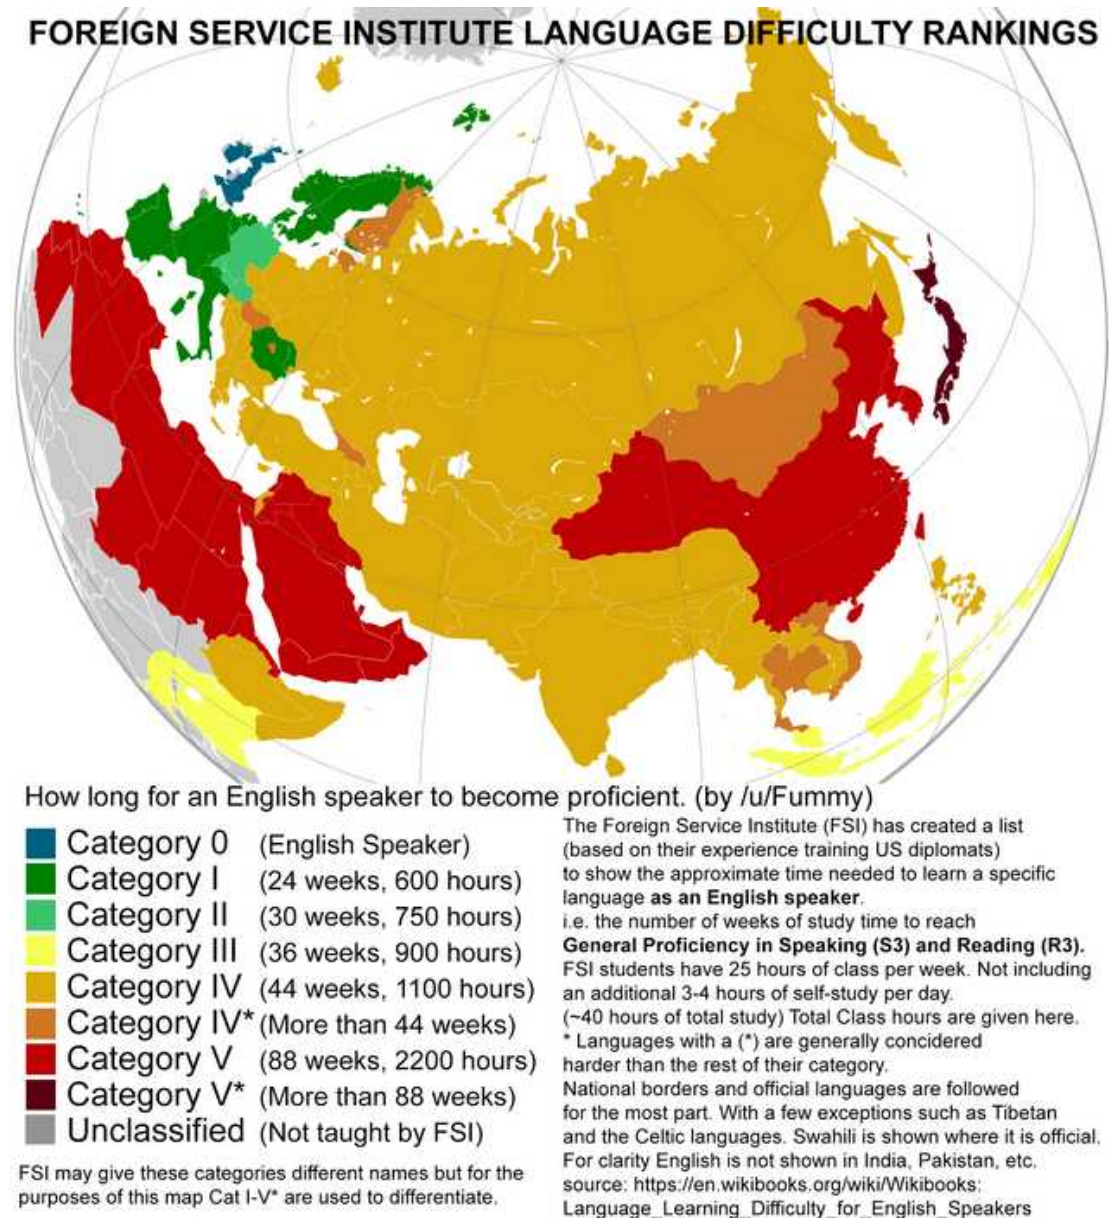 FOREIGN SERVICE INSTITUTE LANGUAGE DIFFICULTY RANKINGS
How long for an English speaker to become proficient. (by /u/Fummy)
Category 0 (English Speaker)
Category I (24 weeks, 600 hours)
Category II (30 weeks, 750 hours)
Category III (36 weeks, 900 hours)
Category IV (44 weeks, 1100 hours)
Category IV* (More than 44 weeks)
Category V (88 weeks, 2200 hours)
Category V* (More than 88 weeks)
Unclassified (Not taught by FSI)
FSI may give these categories different names but for the
purposes of this map Cat I-V* are used to differentiate.
The Foreign Service Institute (FSI) has created a list
(based on their experience training US diplomats)
to show the approximate time needed to learn a specific
language as an English speaker.
i.e. the number of weeks of study time to reach
General Proficiency in Speaking (S3) and Reading (R3).
FSI students have 25 hours of class per week. Not including
an additional 3-4 hours of self-study per day.
(~40 hours of total study) Total Class hours are given here.
* Languages with a (*) are generally concidered
harder than the rest of their category.
National borders and official languages are followed
for the most part. With a few exceptions such as Tibetan
and the Celtic languages. Swahili is shown where it is official.
For clarity English is not shown in India, Pakistan, etc.
source: https://en.wikibooks.org/wiki/Wikibooks:
Language_Learning_Difficulty_for_English_Speakers